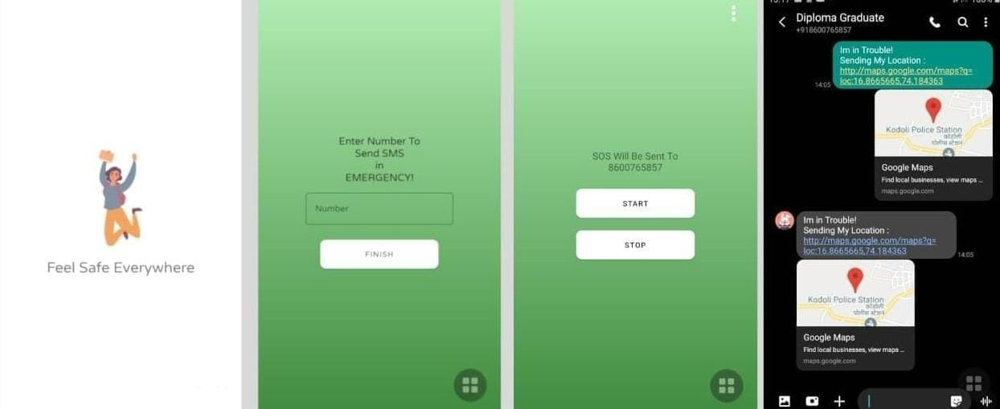 Feel Safe Everywhere
Enter Number To
Send SMS
in
EMERGENCY!
Number
FINISH
SOS Will Be Sent To
8600765857
START
STOP
Diploma Graduate
+918600765857
Im in Trouble!
Sending My Location :
http://maps.google.com/maps?q=
loc:16.8665665,74.184363
14:05
Kodoli Police Station
कोडोली
पोलीस स्टेशन
Google Maps
Find local businesses, view maps ...
maps.google.com
Im in Trouble!
Sending My Location :
http://maps.google.com/maps?q=
loc:16.8665665,74.184363
14:05
Kodoli Police Station
कोडोली
पोलीस स्टेशन
Google Maps
Find local businesses, view maps ...
maps.google.com